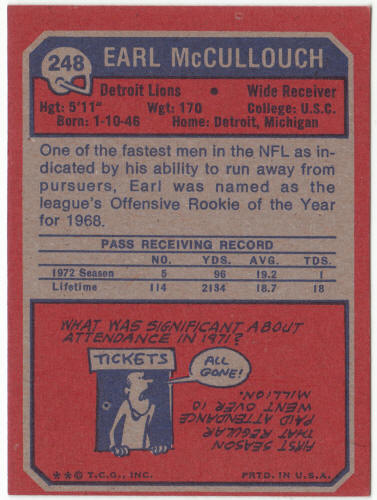 248
EARL McCULLOUCH
Detroit Lions • Wide Receiver
Hgt: 5'11" Wgt: 170 College: U.S.C.
Born: 1-10-46 Home: Detroit, Michigan
One of the fastest men in the NFL as in-
dicated by his ability to run away from
pursuers, Earl was named as the
league's Offensive Rookie of the Year
for 1968.
PASS RECEIVING RECORD
NO. YDS. AVG. TDS.
1972 Season 5 96 19.2 1
Lifetime 114 2134 18.7 18
WHAT WAS SIGNIFICANT ABOUT
ATTENDANCE IN 1971?
TICKETS
ALL
GONE!
FIRST SEASON
THAT REGULAR
PAID ATTENDANCE
WENT OVER 10
MILLION.
**© T.C.G., INC. PRTD. IN U.S.A.